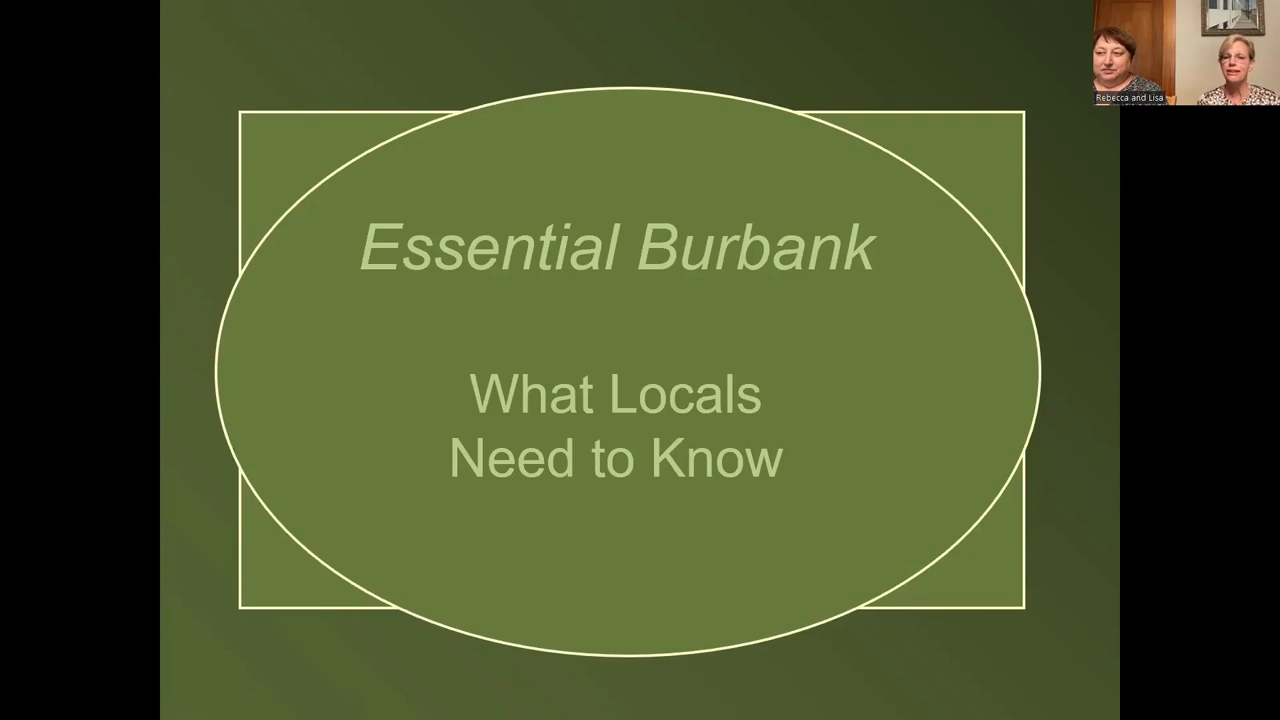 Essential Burbank
What Locals
Need to Know
Rebecca and Lisa